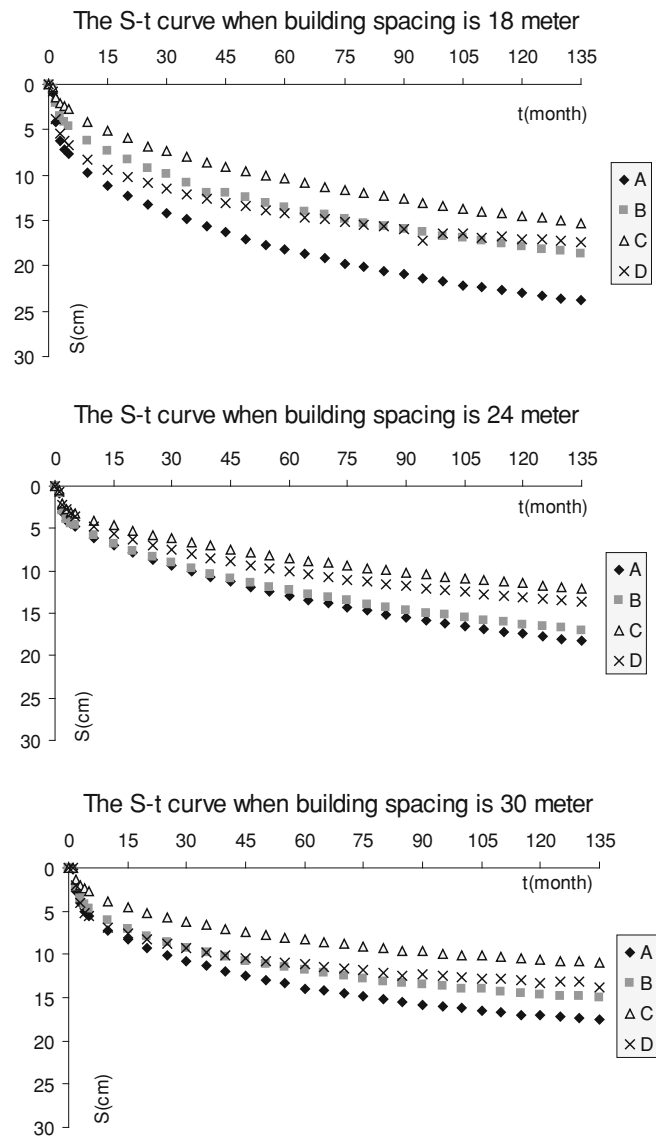 The S-t curve when building spacing is 18 meter
0 15 30 45 60 75 90 105 120 135
0
t(month)
5
10
15
20
25
30
S(cm)
A
B
C
D
The S-t curve when building spacing is 24 meter
0 15 30 45 60 75 90 105 120 135
0
t(month)
5
10
15
20
25
30
S(cm)
A
B
C
D
The S-t curve when building spacing is 30 meter
0 15 30 45 60 75 90 105 120 135
0
t(month)
5
10
15
20
25
30
S(cm)
A
B
C
D